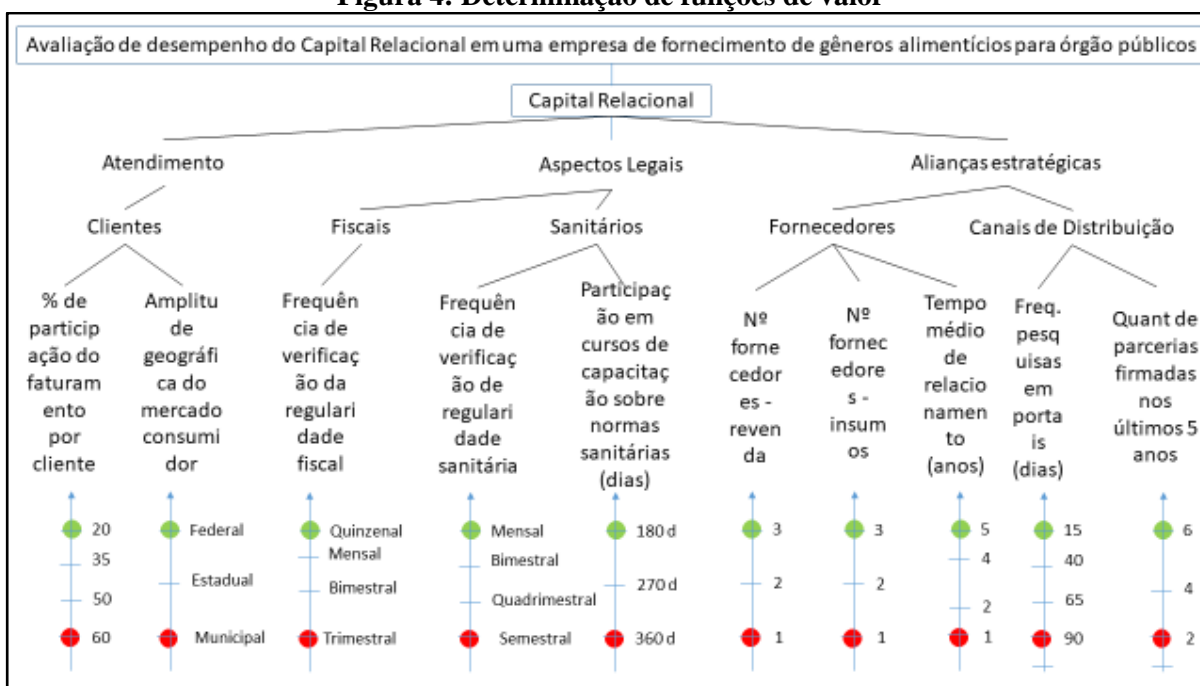 Figura 4: Determinação de funções de valor
Avaliação de desempenho do Capital Relacional em uma empresa de fornecimento de gêneros alimentícios para órgão públicos
Capital Relacional
Atendimento
Aspectos Legais
Alianças estratégicas
Clientes
Fiscais
Sanitários
Fornecedores
Canais de Distribuição
% de
particip
ação do
faturam
ento
por
cliente
Amplitu
de
geográfi
ca do
mercado
consumi
dor
Frequên
cia de
verificaç
ão da
regulari
dade
fiscal
Frequên
cia de
verificaç
ão de
regulari
dade
sanitária
Participaç
ão em
cursos de
capacitaç
ão sobre
normas
sanitárias
(dias)
Nº
forne
cedor
es -
reven
da
Nº
fornec
edore
s -
insum
os
Tempo
médio
de
relacio
namen
to
(anos)
Freq.
pesq
uisas
em
porta
is
(dias)
Quant de
parcerias
firmadas
nos
últimos 5
anos
20
35
50
60
Federal
Estadual
Municipal
Quinzenal
Mensal
Bimestral
Trimestral
Mensal
Bimestral
Quadrimestral
Semestral
180 d
270 d
360 d
3
2
1
3
2
1
5
4
2
1
15
40
65
90
6
4
2